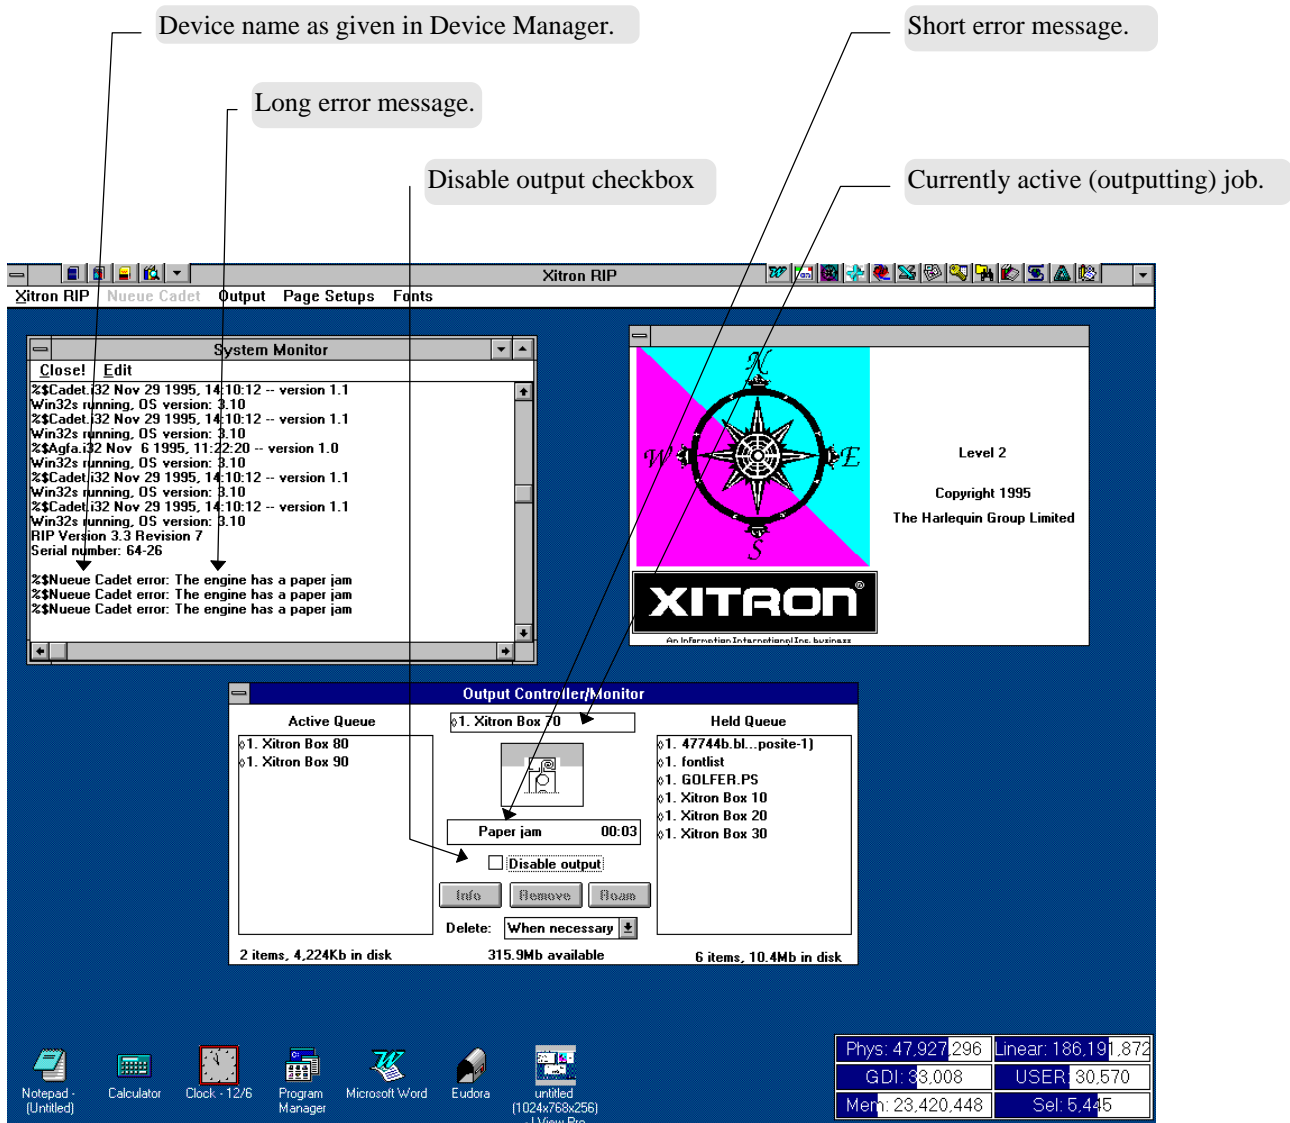 Device name as given in Device Manager.
Short error message.
Long error message.
Disable output checkbox
Currently active (outputting) job.
Xitron RIP
Xitron RIP Nueue Cadet Output Page Setups Fonts
System Monitor
Close! Edit
%$Cadet.i32 Nov 29 1995, 14:10:12 -- version 1.1
Win32s running, OS version: 3.10
%$Cadet.i32 Nov 29 1995, 14:10:12 -- version 1.1
Win32s running, OS version: 3.10
%$Agfa.i32 Nov 6 1995, 11:22:20 -- version 1.0
Win32s running, OS version: 3.10
%$Cadet.i32 Nov 29 1995, 14:10:12 -- version 1.1
Win32s running, OS version: 3.10
%$Cadet.i32 Nov 29 1995, 14:10:12 -- version 1.1
Win32s running, OS version: 3.10
RIP Version 3.3 Revision 7
Serial number: 64-26
%$Nueue Cadet error: The engine has a paper jam
%$Nueue Cadet error: The engine has a paper jam
%$Nueue Cadet error: The engine has a paper jam
N
W
E
S
Level 2
Copyright 1995
The Harlequin Group Limited
XITRON®
An Information International Inc. business
Output Controller/Monitor
Active Queue
◊1. Xitron Box 80
◊1. Xitron Box 90
2 items, 4,224Kb in disk
◊1. Xitron Box 70
Paper jam 00:03
Disable output
Info Remove Roam
Delete: When necessary
315.9Mb available
Held Queue
◊1. 47744b.bl...posite-1)
◊1. fontlist
◊1. GOLFER.PS
◊1. Xitron Box 10
◊1. Xitron Box 20
◊1. Xitron Box 30
6 items, 10.4Mb in disk
Notepad -
(Untitled)
Calculator
Clock - 12/6
Program
Manager
Microsoft Word
Eudora
untitled
(1024x768x256)
- LView Pro
Phys: 47,927,296 Linear: 186,191,872
GDI: 33,008 USER: 30,570
Mem: 23,420,448 Sel: 5,445